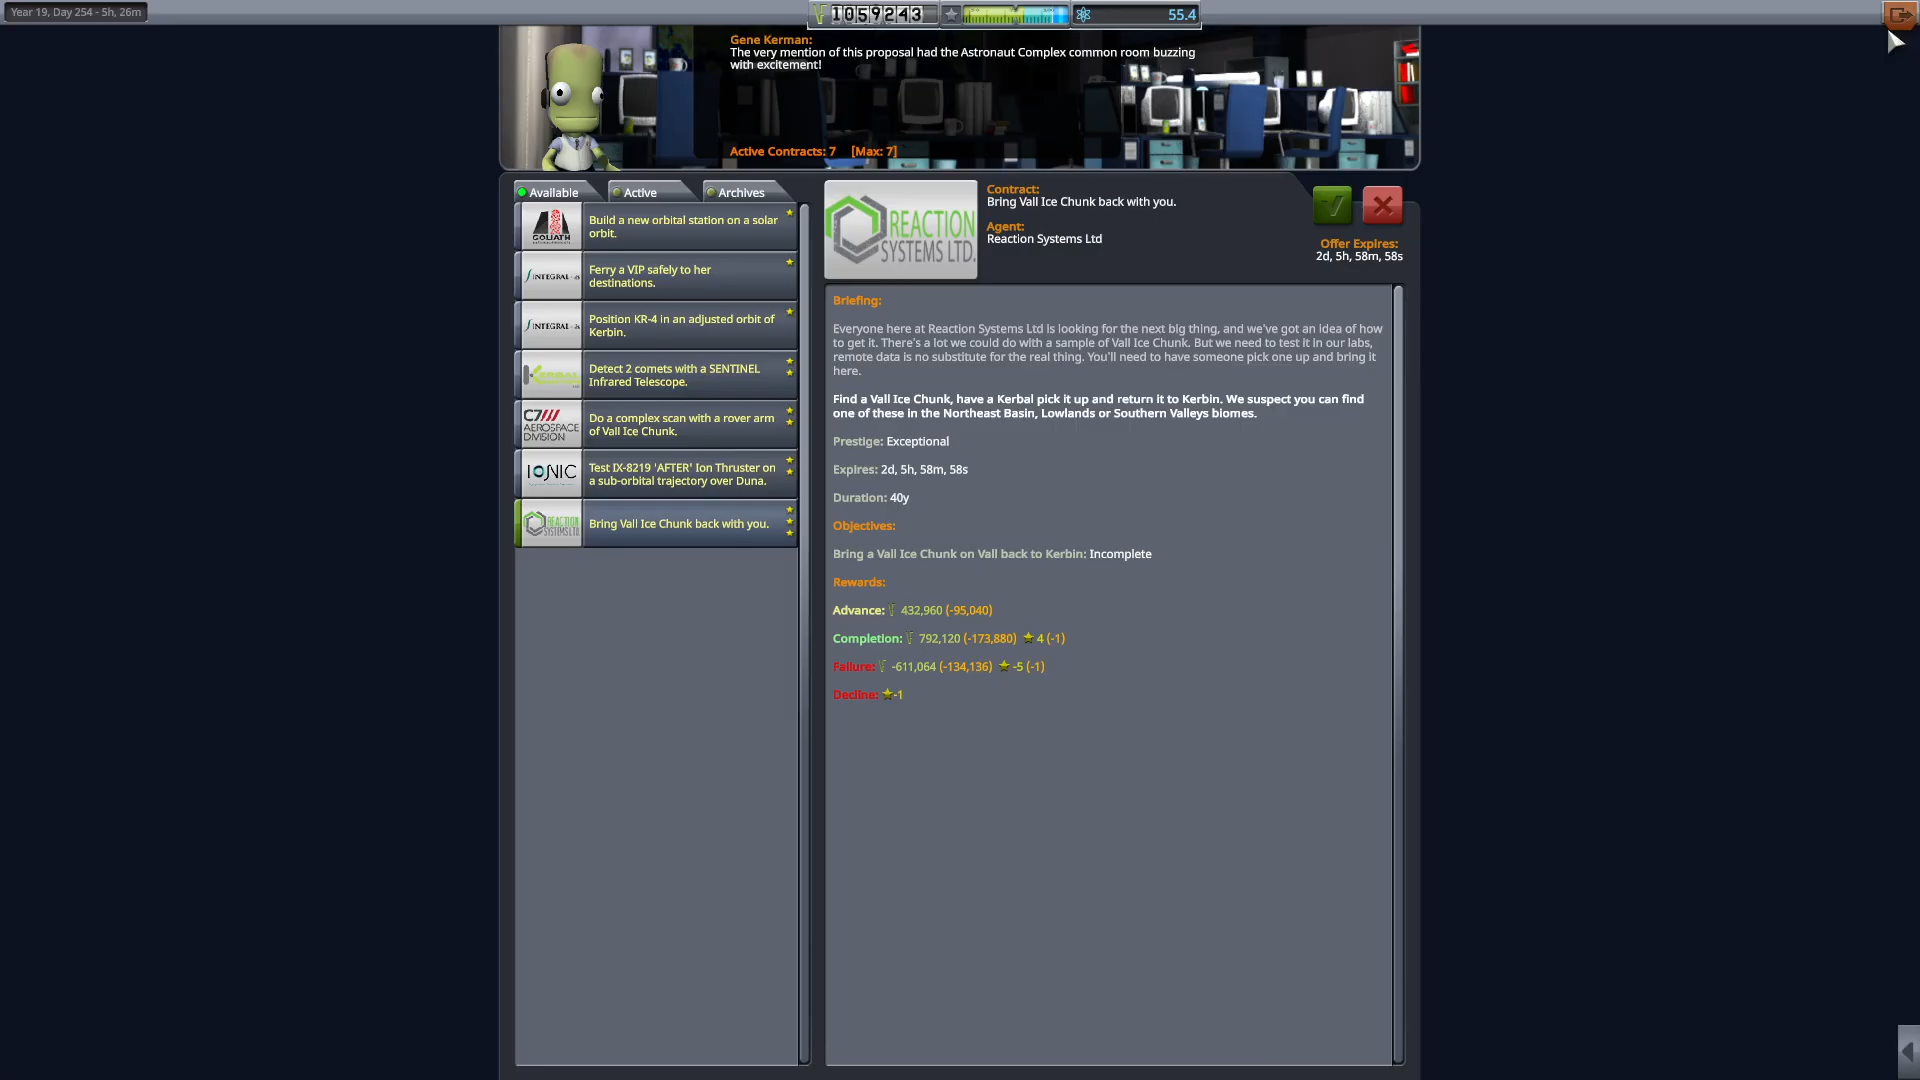 Year 19, Day 254 - 5h, 26m
1059243
55.4
Gene Kerman:
The very mention of this proposal had the Astronaut Complex common room buzzing
with excitement!
Active Contracts: 7 [Max: 7]
Available
Active
Archives
GOLIATH
Build a new orbital station on a solar
orbit.
INTEGRAL
Ferry a VIP safely to her
destinations.
INTEGRAL
Position KR-4 in an adjusted orbit of
Kerbin.
KERBAL
Detect 2 comets with a SENTINEL
Infrared Telescope.
C7
AEROSPACE
DIVISION
Do a complex scan with a rover arm
of Vall Ice Chunk.
IONIC
Test IX-8219 'AFTER' Ion Thruster on
a sub-orbital trajectory over Duna.
REACTION
SYSTEMS LTD
Bring Vall Ice Chunk back with you.
REACTION
SYSTEMS LTD.
Contract:
Bring Vall Ice Chunk back with you.
Agent:
Reaction Systems Ltd
Offer Expires:
2d, 5h, 58m, 58s
Briefing:
Everyone here at Reaction Systems Ltd is looking for the next big thing, and we've got an idea of how
to get it. There's a lot we could do with a sample of Vall Ice Chunk. But we need to test it in our labs,
remote data is no substitute for the real thing. You'll need to have someone pick one up and bring it
here.
Find a Vall Ice Chunk, have a Kerbal pick it up and return it to Kerbin. We suspect you can find
one of these in the Northeast Basin, Lowlands or Southern Valleys biomes.
Prestige: Exceptional
Expires: 2d, 5h, 58m, 58s
Duration: 40y
Objectives:
Bring a Vall Ice Chunk on Vall back to Kerbin: Incomplete
Rewards:
Advance: 432,960 (-95,040)
Completion: 792,120 (-173,880) 4 (-1)
Failure: -611,064 (-134,136) -5 (-1)
Decline: -1